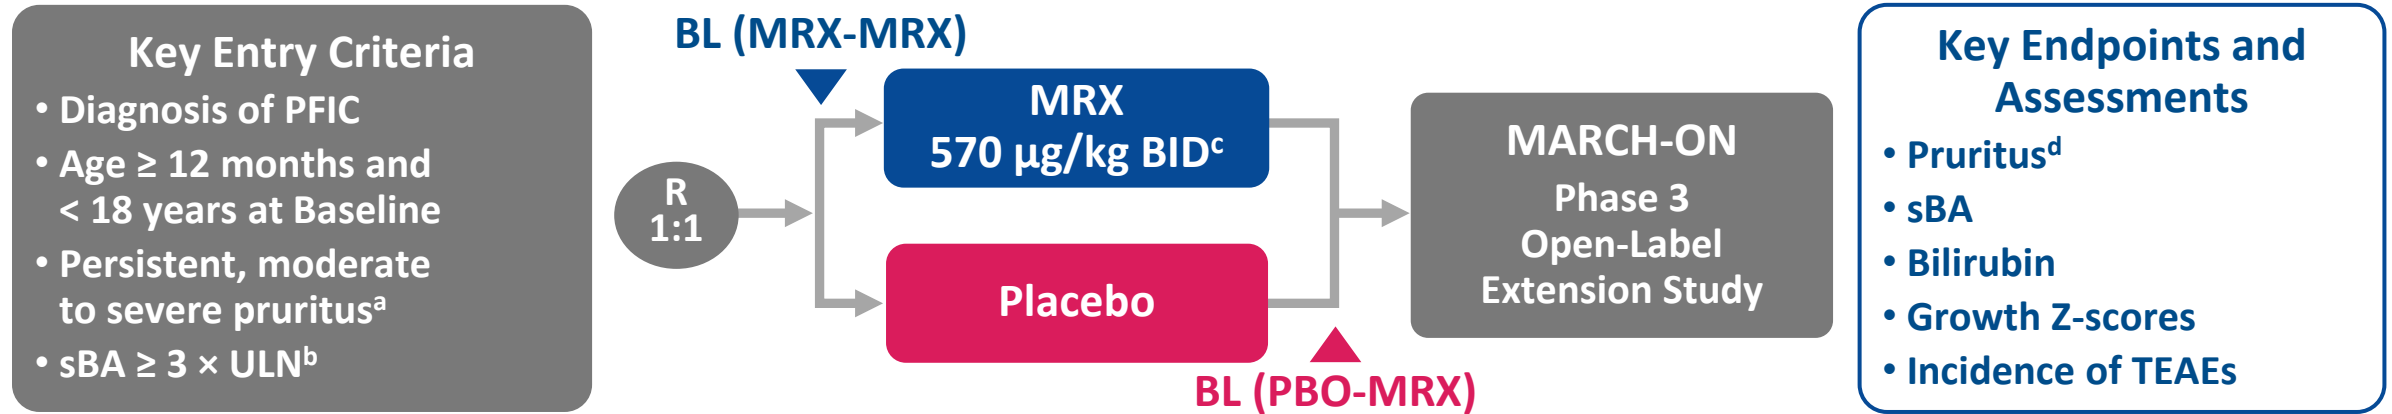 Key Entry Criteria
• Diagnosis of PFIC
• Age ≥ 12 months and
< 18 years at Baseline
• Persistent, moderate
to severe pruritusᵃ
• sBA ≥ 3 × ULNᵇ
R
1:1
BL (MRX-MRX)
MRX
570 µg/kg BIDᶜ
Placebo
BL (PBO-MRX)
MARCH-ON
Phase 3
Open-Label
Extension Study
Key Endpoints and
Assessments
• Pruritusᵈ
• sBA
• Bilirubin
• Growth Z-scores
• Incidence of TEAEs